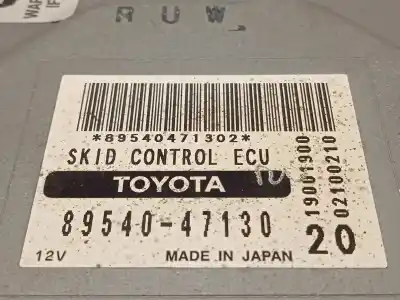 RUW
*89540471302*
SKID CONTROL ECU
TOYOTA
89540-47130
12V MADE IN JAPAN
19001900
02100210
20